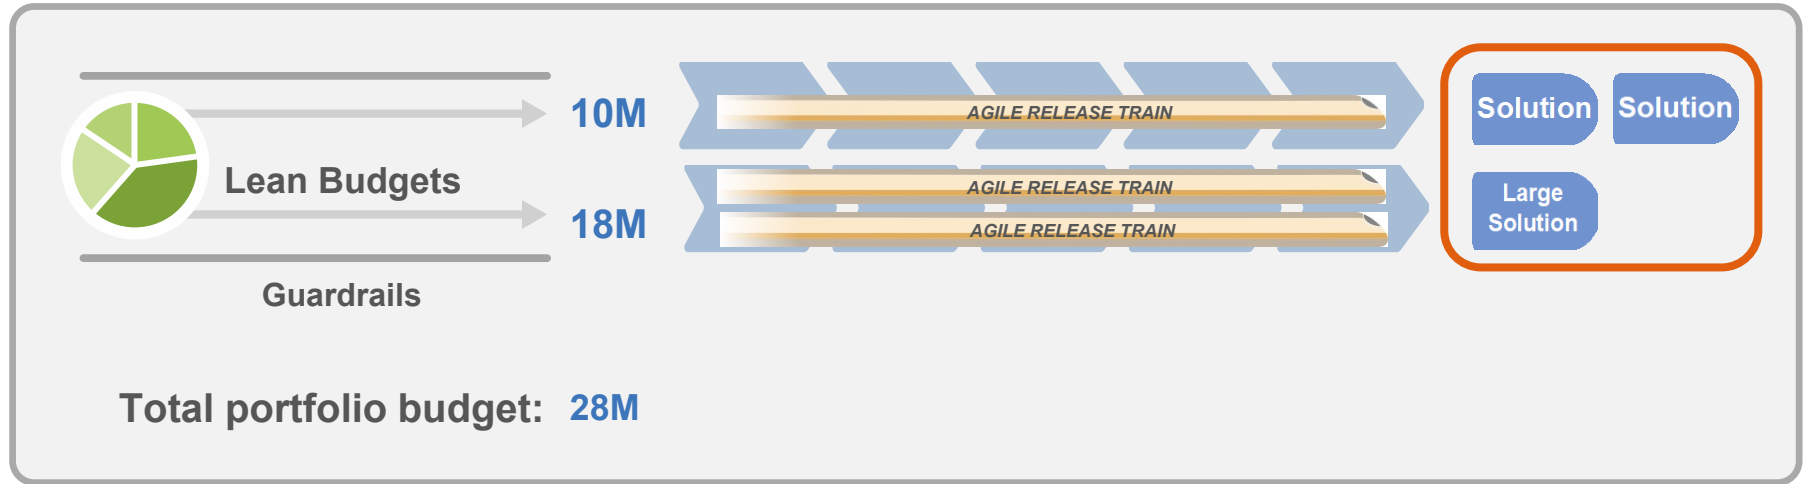 10M
AGILE RELEASE TRAIN
Solution
Solution
Lean Budgets
18M
AGILE RELEASE TRAIN
AGILE RELEASE TRAIN
Large
Solution
Guardrails
Total portfolio budget: 28M